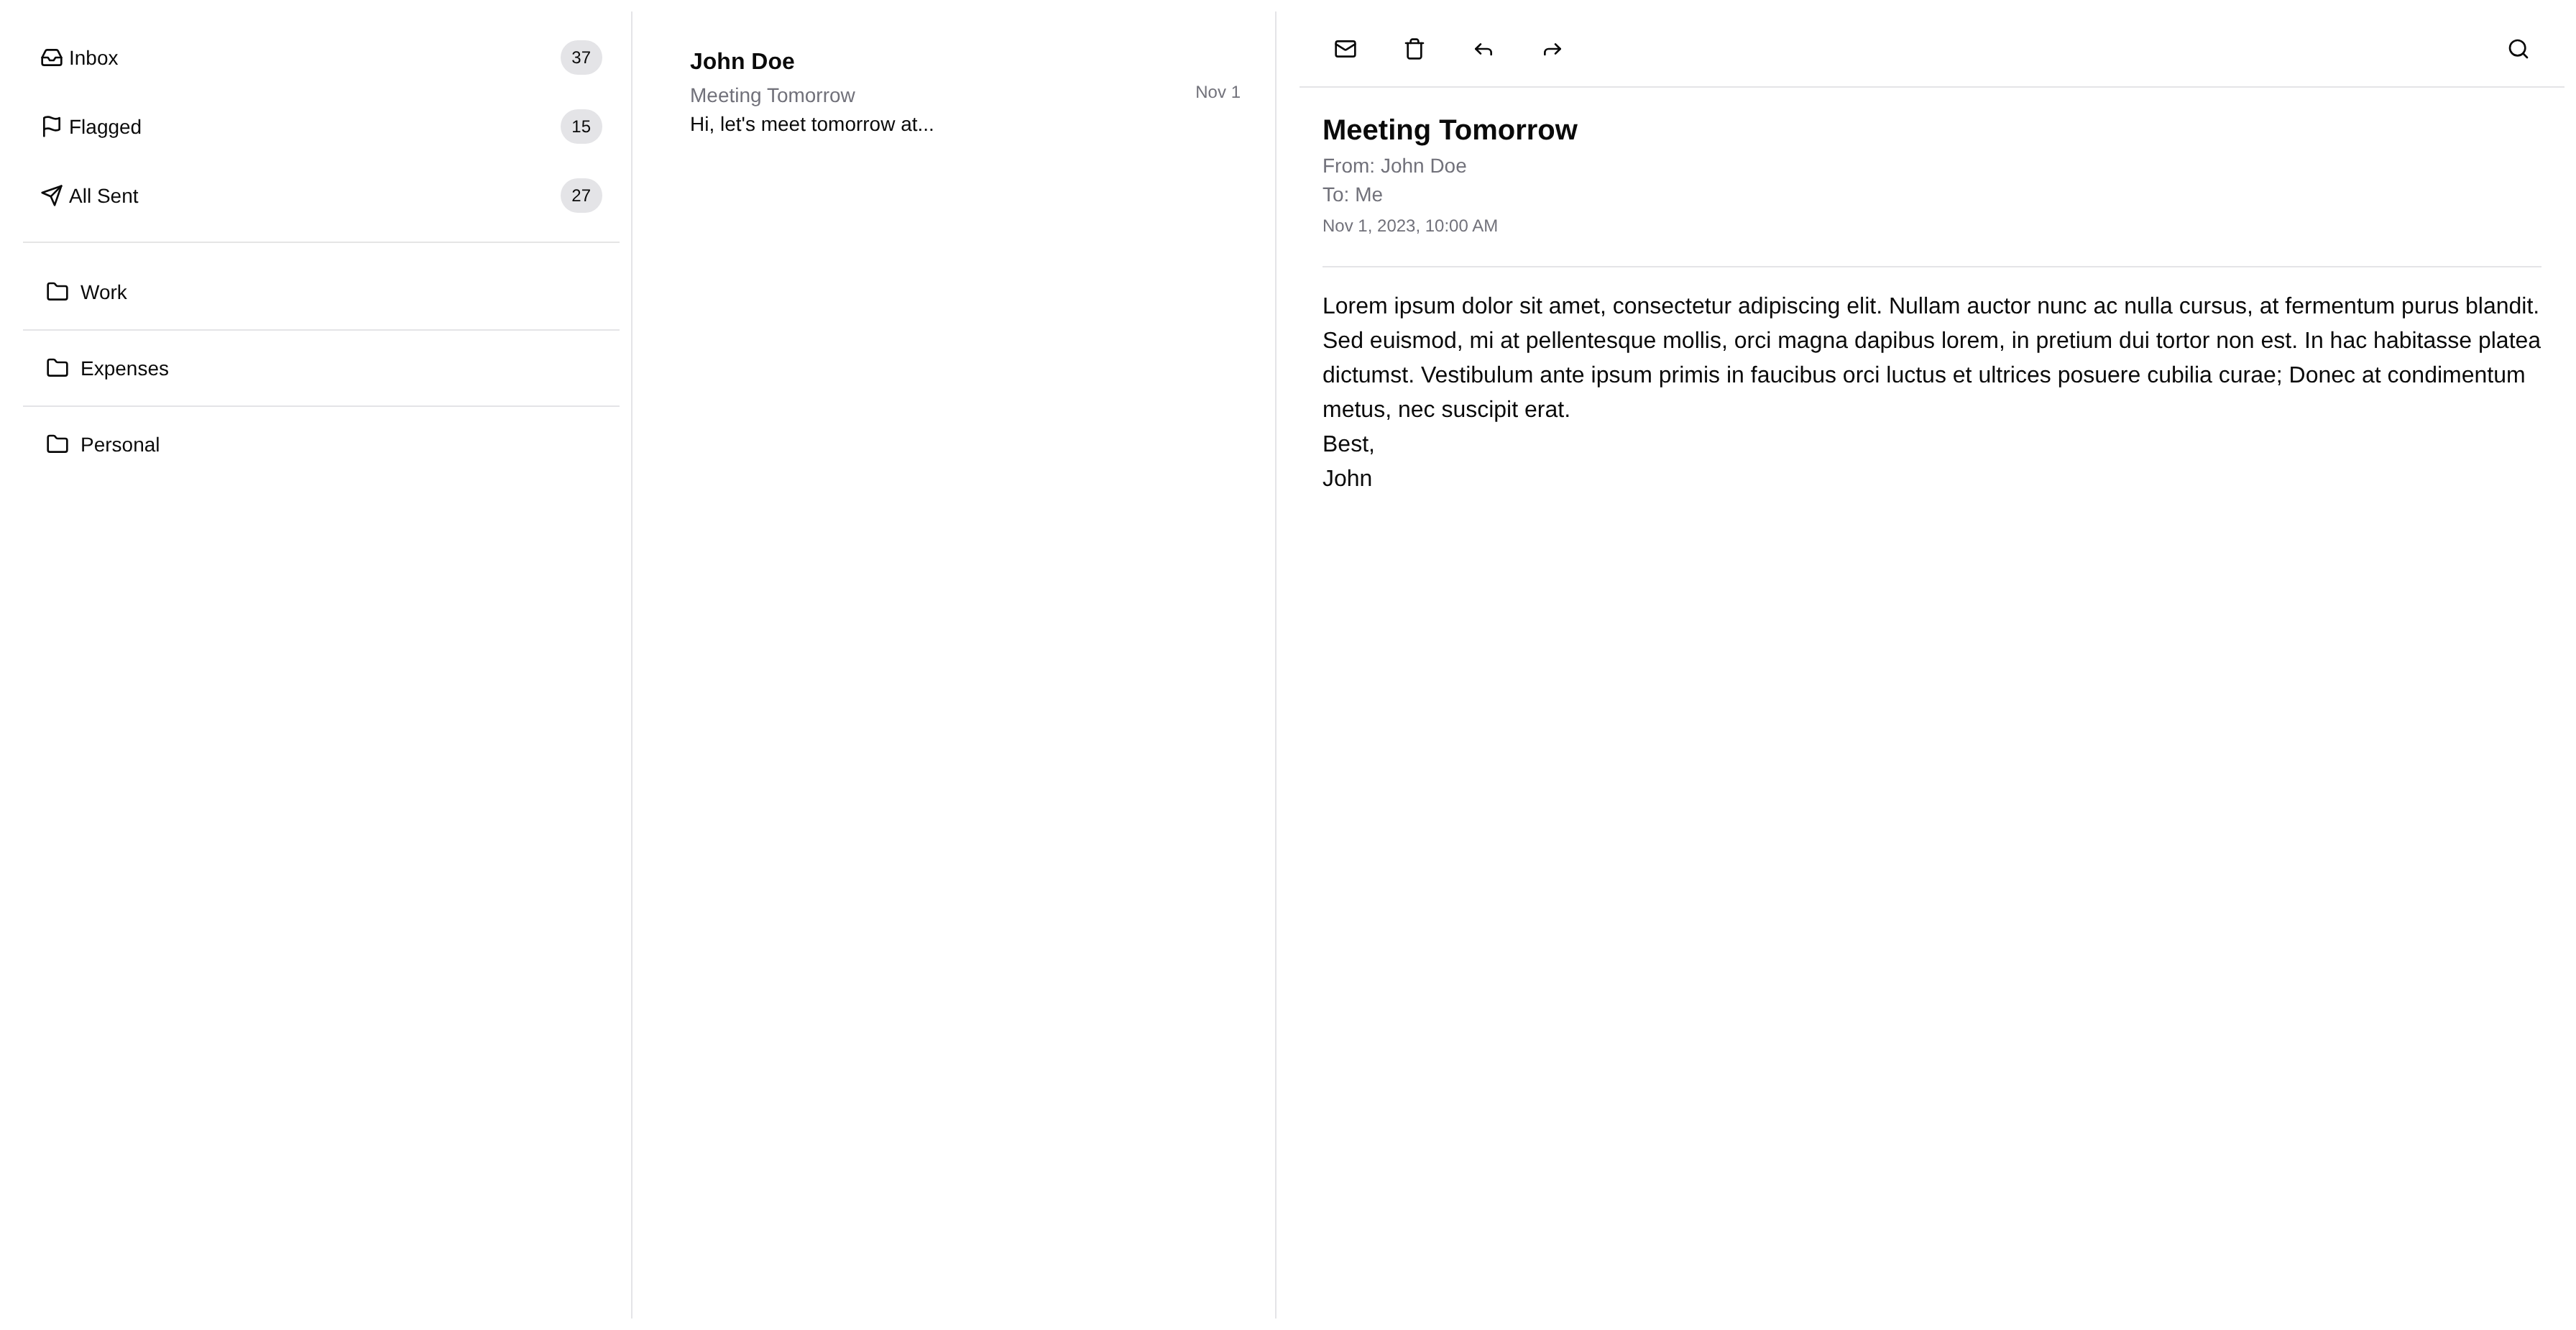 Inbox 37
Flagged 15
All Sent 27
Work
Expenses
Personal
John Doe
Meeting Tomorrow
Nov 1
Hi, let's meet tomorrow at...
Meeting Tomorrow
From: John Doe
To: Me
Nov 1, 2023, 10:00 AM
Lorem ipsum dolor sit amet, consectetur adipiscing elit. Nullam auctor nunc ac nulla cursus, at fermentum purus blandit.
Sed euismod, mi at pellentesque mollis, orci magna dapibus lorem, in pretium dui tortor non est. In hac habitasse platea
dictumst. Vestibulum ante ipsum primis in faucibus orci luctus et ultrices posuere cubilia curae; Donec at condimentum
metus, nec suscipit erat.
Best,
John